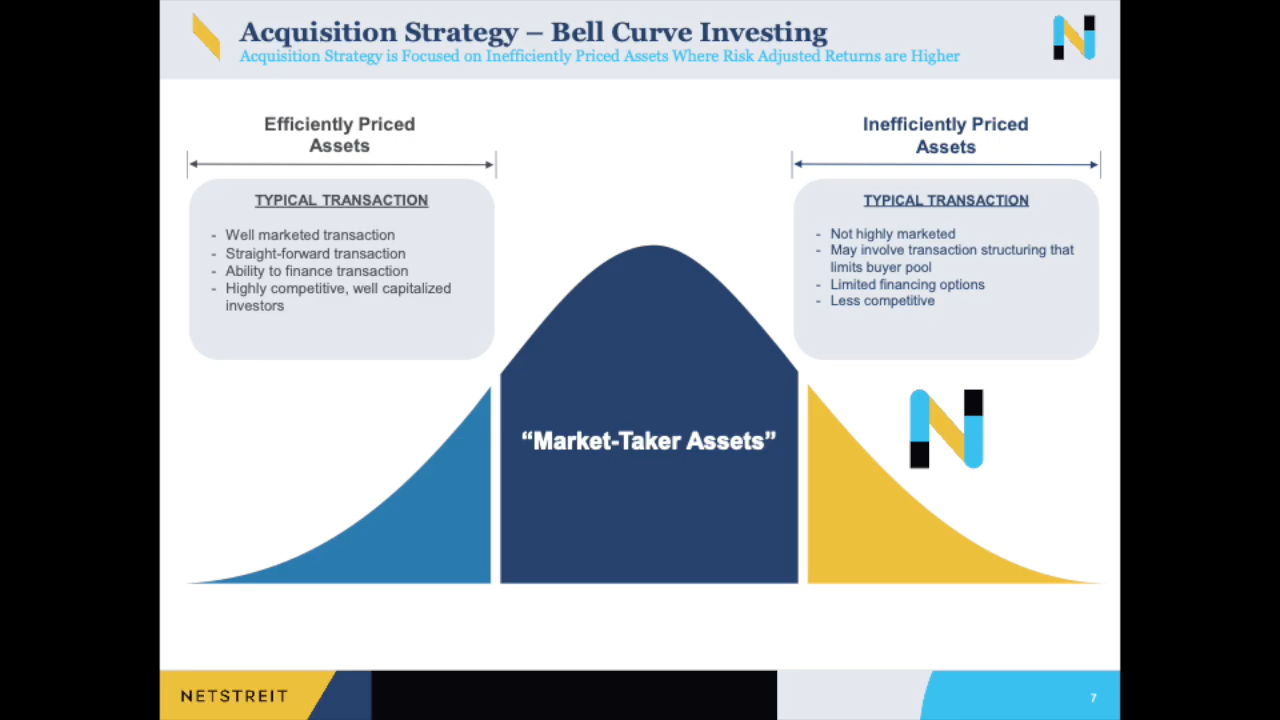 Acquisition Strategy – Bell Curve Investing
Acquisition Strategy is Focused on Inefficiently Priced Assets Where Risk Adjusted Returns are Higher
Efficiently Priced
Assets
TYPICAL TRANSACTION
- Well marketed transaction
- Straight-forward transaction
- Ability to finance transaction
- Highly competitive, well capitalized
investors
Inefficiently Priced
Assets
TYPICAL TRANSACTION
- Not highly marketed
- May involve transaction structuring that
limits buyer pool
- Limited financing options
- Less competitive
“Market-Taker Assets”
NETSTREIT
7